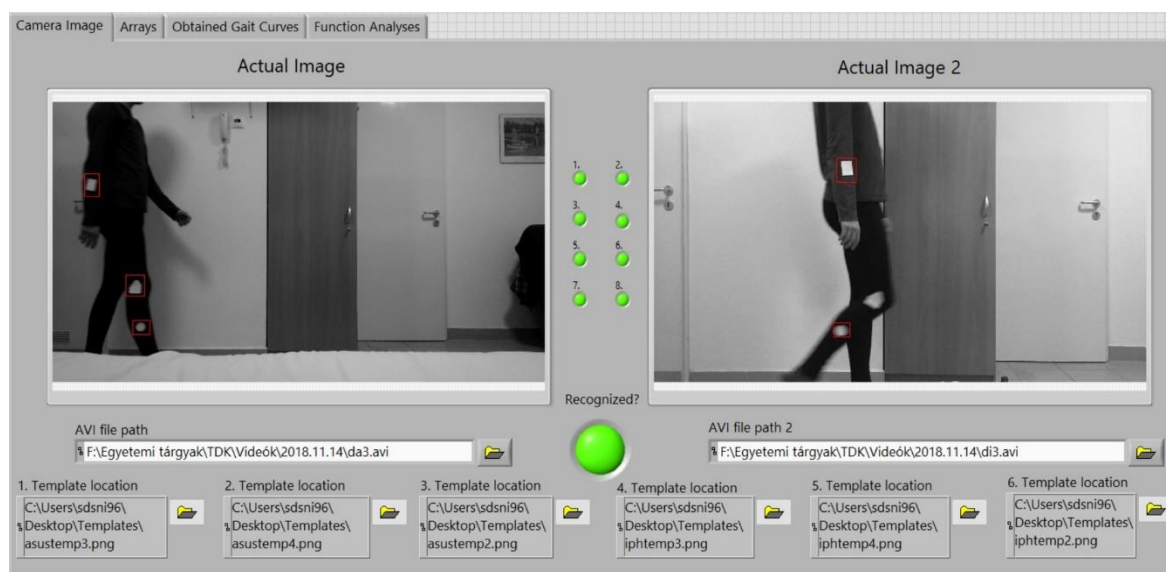 Camera Image Arrays Obtained Gait Curves Function Analyses
Actual Image
Actual Image 2
1. 2.
3. 4.
5. 6.
7. 8.
Recognized?
AVI file path
F:\Egyetemi tárgyak\TDK\Videók\2018.11.14\da3.avi
AVI file path 2
F:\Egyetemi tárgyak\TDK\Videók\2018.11.14\di3.avi
1. Template location
C:\Users\sdsni96\
Desktop\Templates\
asustemp3.png
2. Template location
C:\Users\sdsni96\
Desktop\Templates\
asustemp4.png
3. Template location
C:\Users\sdsni96\
Desktop\Templates\
asustemp2.png
4. Template location
C:\Users\sdsni96\
Desktop\Templates\
iphtemp3.png
5. Template location
C:\Users\sdsni96\
Desktop\Templates\
iphtemp4.png
6. Template location
C:\Users\sdsni96\
Desktop\Templates\
iphtemp2.png